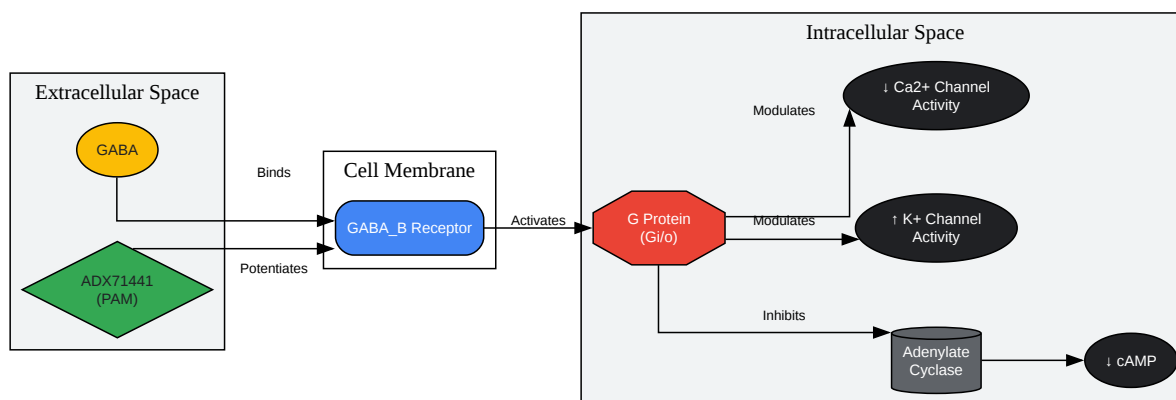 Extracellular Space
GABA
ADX71441
(PAM)
Binds
Potentiates
Cell Membrane
GABA_B Receptor
Activates
Intracellular Space
G Protein
(Gi/o)
Modulates
↓ Ca2+ Channel
Activity
Modulates
↑ K+ Channel
Activity
Inhibits
Adenylate
Cyclase
↓ cAMP